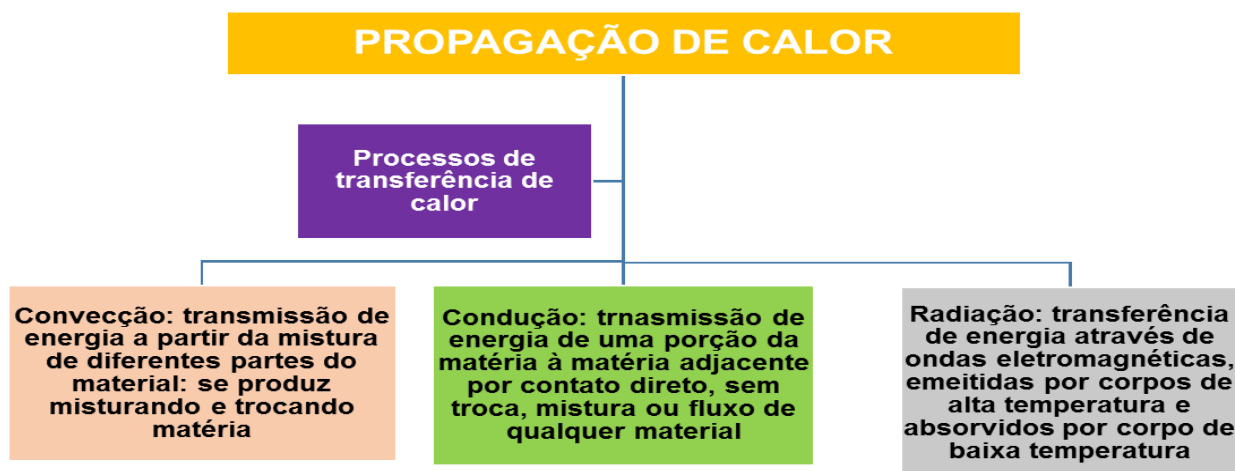 PROPAGAÇÃO DE CALOR
Processos de
transferência de
calor
Convecção: transmissão de
energia a partir da mistura
de diferentes partes do
material: se produz
misturando e trocando
matéria
Condução: trnasmissão de
energia de uma porção da
matéria à matéria adjacente
por contato direto, sem
troca, mistura ou fluxo de
qualquer material
Radiação: transferência
de energia através de
ondas eletromagnéticas,
emeitidas por corpos de
alta temperatura e
absorvidos por corpo de
baixa temperatura